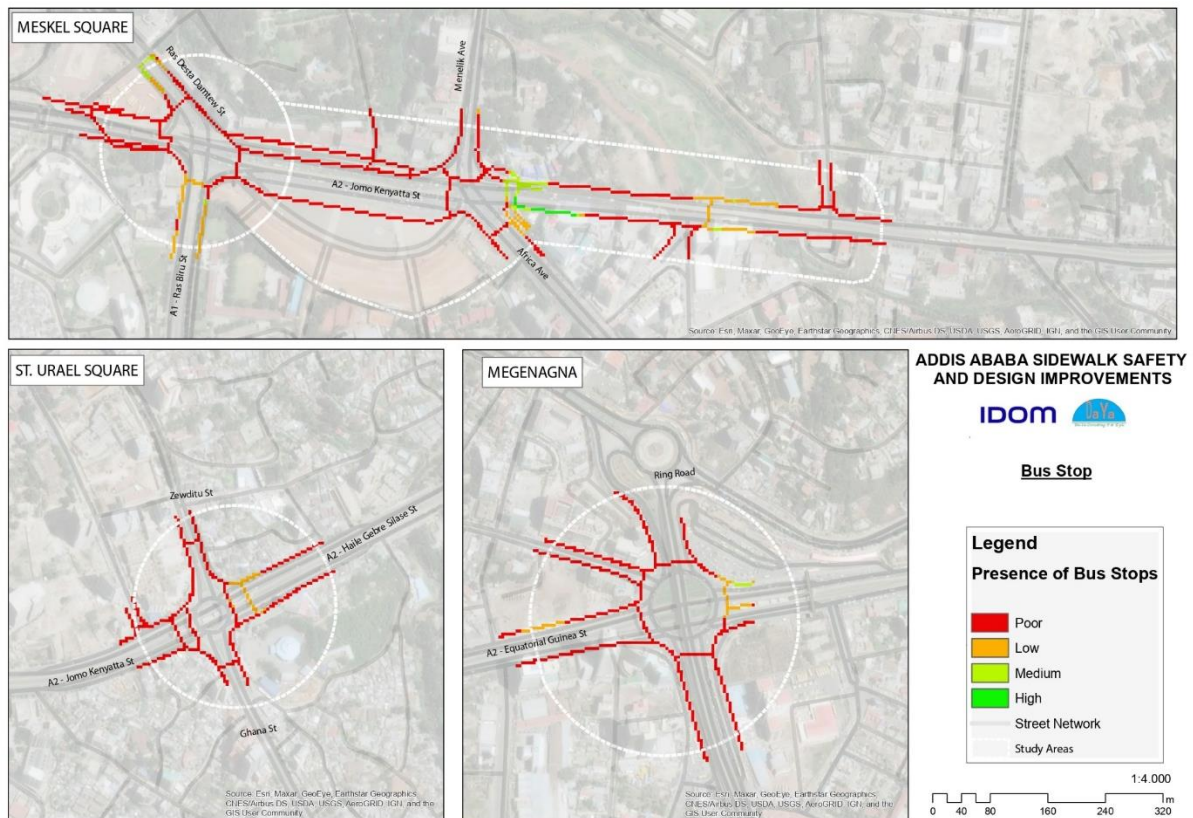 MESKEL SQUARE
Ras Desta Damtew St
Menelik Ave
A2 - Jomo Kenyatta St
A1 - Ras Biru St
Africa Ave
Source: Esri, Maxar, GeoEye, Earthstar Geographics, CNES/Airbus DS, USDA, USGS, AeroGRID, IGN, and the GIS User Community
ST. URAEL SQUARE
Zewditu St
A2 - Haile Gebre Silase St
A2 - Jomo Kenyatta St
Ghana St
Source: Esri, Maxar, GeoEye, Earthstar Geographics,
CNES/Airbus DS, USDA, USGS, AeroGRID, IGN, and the
GIS User Community
MEGENAGNA
Ring Road
A2 - Equatorial Guinea St
Source: Esri, Maxar, GeoEye, Earthstar Geographics,
CNES/Airbus DS, USDA, USGS, AeroGRID, IGN, and the
GIS User Community
ADDIS ABABA SIDEWALK SAFETY
AND DESIGN IMPROVEMENTS
IDOM
DaYa
Bus Stop
Legend
Presence of Bus Stops
Poor
Low
Medium
High
Street Network
Study Areas
1:4.000
m
0 40 80 160 240 320